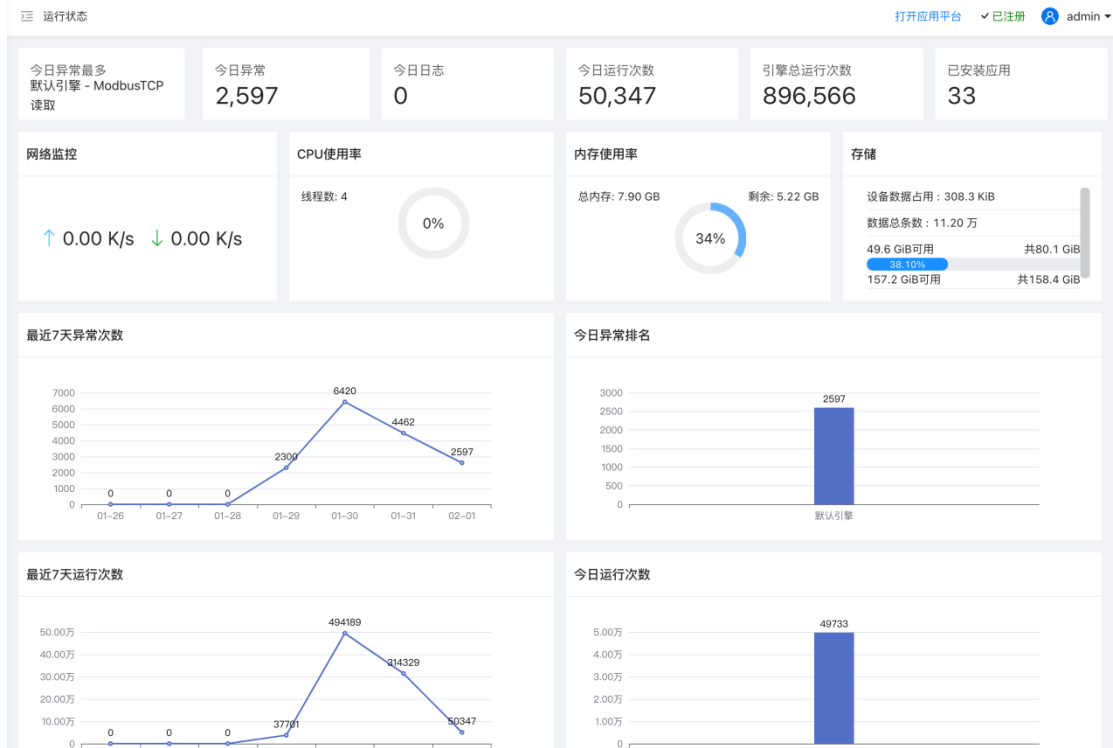 运行状态
打开应用平台 已注册 admin
今日异常最多
默认引擎 - ModbusTCP
读取
今日异常
2,597
今日日志
0
今日运行次数
50,347
引擎总运行次数
896,566
已安装应用
33
网络监控
↑ 0.00 K/s ↓ 0.00 K/s
CPU使用率
线程数: 4
0%
内存使用率
总内存: 7.90 GB
剩余: 5.22 GB
34%
存储
设备数据占用：308.3 KiB
数据总条数：11.20 万
49.6 GiB可用 共80.1 GiB
38.10%
157.2 GiB可用 共158.4 GiB
最近7天异常次数
7000
6000
5000
4000
3000
2000
1000
0
0 0 0 2300 6420 4462 2597
01-26 01-27 01-28 01-29 01-30 01-31 02-01
今日异常排名
3000
2500
2000
1500
1000
500
0
2597
默认引擎
最近7天运行次数
50.00万
40.00万
30.00万
20.00万
10.00万
0
0 0 0 37701 494189 314329 50347
今日运行次数
5.00万
4.00万
3.00万
2.00万
1.00万
0
49733